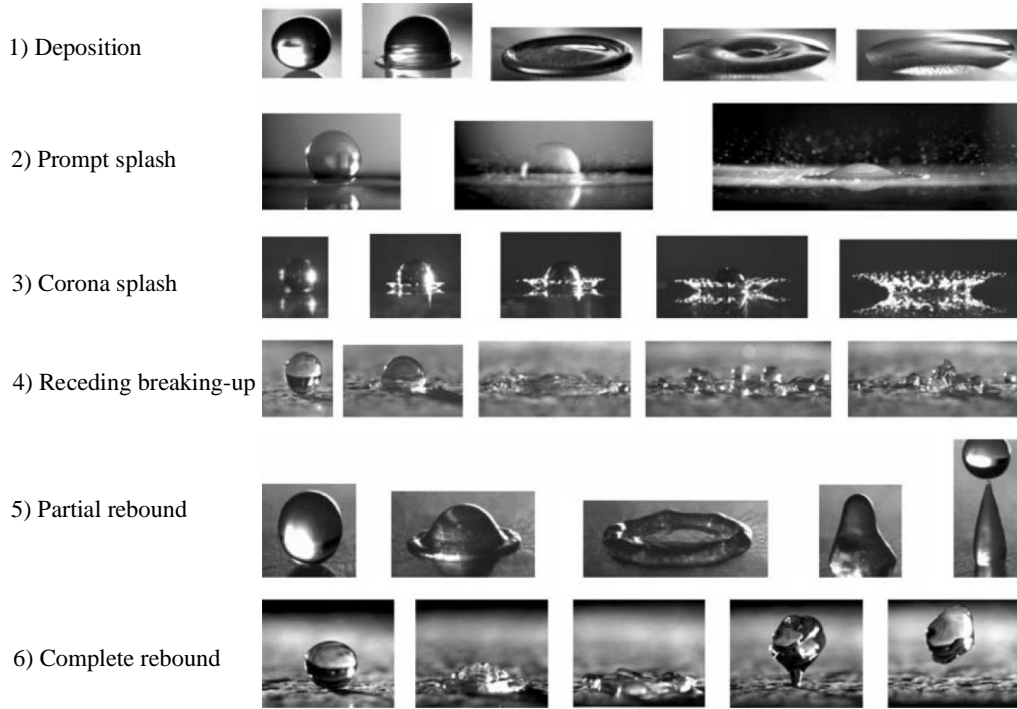 1) Deposition
2) Prompt splash
3) Corona splash
4) Receding breaking-up
5) Partial rebound
6) Complete rebound